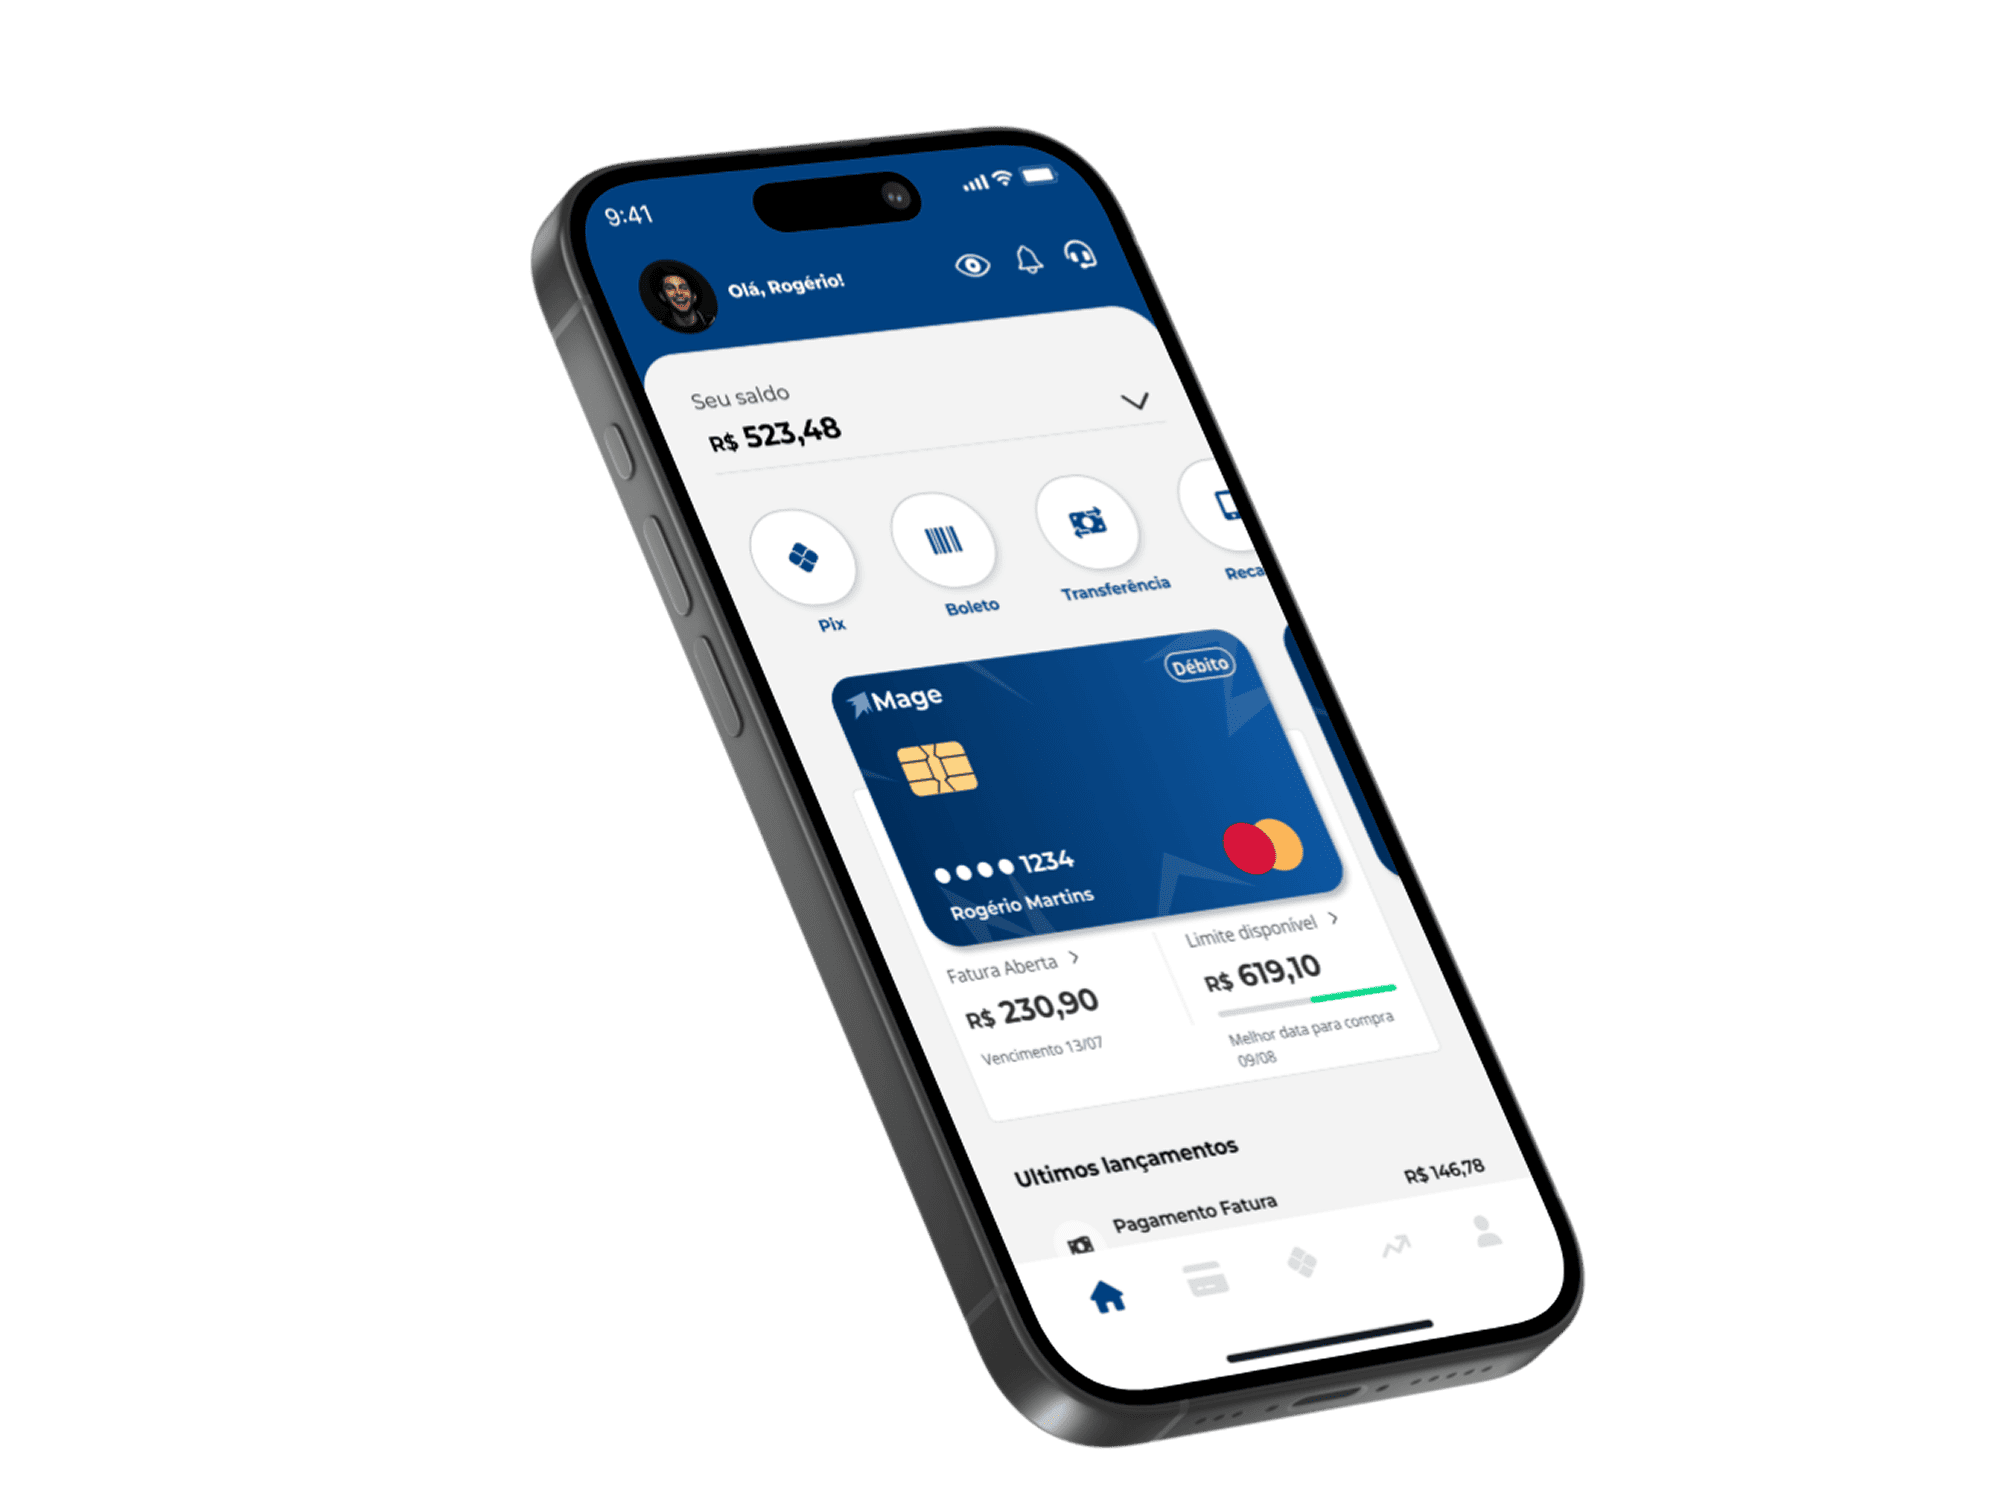 9:41
Olá, Rogério!
Seu saldo
R$ 523,48
Pix
Boleto
Transferência
Reca
Mage
Débito
1234
Rogério Martins
Fatura Aberta
R$ 230,90
Vencimento 13/07
Limite disponível
R$ 619,10
Melhor data para compra
09/08
Ultimos lançamentos
Pagamento Fatura
R$ 146,78